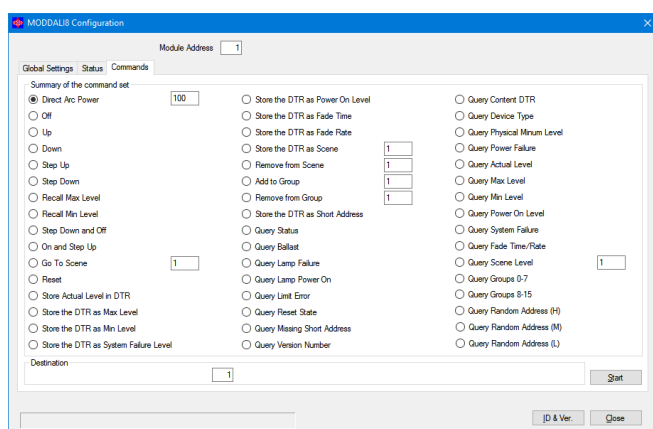 MODDALI8 Configuration
Module Address 1
Global Settings Status Commands
Summary of the command set
Direct Arc Power 100
Off
Up
Down
Step Up
Step Down
Recall Max Level
Recall Min Level
Step Down and Off
On and Step Up
Go To Scene 1
Reset
Store Actual Level in DTR
Store the DTR as Max Level
Store the DTR as Min Level
Store the DTR as System Failure Level
Store the DTR as Power On Level
Store the DTR as Fade Time
Store the DTR as Fade Rate
Store the DTR as Scene 1
Remove from Scene 1
Add to Group 1
Remove from Group 1
Store the DTR as Short Address
Query Status
Query Ballast
Query Lamp Failure
Query Lamp Power On
Query Limit Error
Query Reset State
Query Missing Short Address
Query Version Number
Query Content DTR
Query Device Type
Query Physical Minum Level
Query Power Failure
Query Actual Level
Query Max Level
Query Min Level
Query Power On Level
Query System Failure
Query Fade Time/Rate
Query Scene Level 1
Query Groups 0-7
Query Groups 8-15
Query Random Address (H)
Query Random Address (M)
Query Random Address (L)
Destination
1
Start
ID & Ver. Close